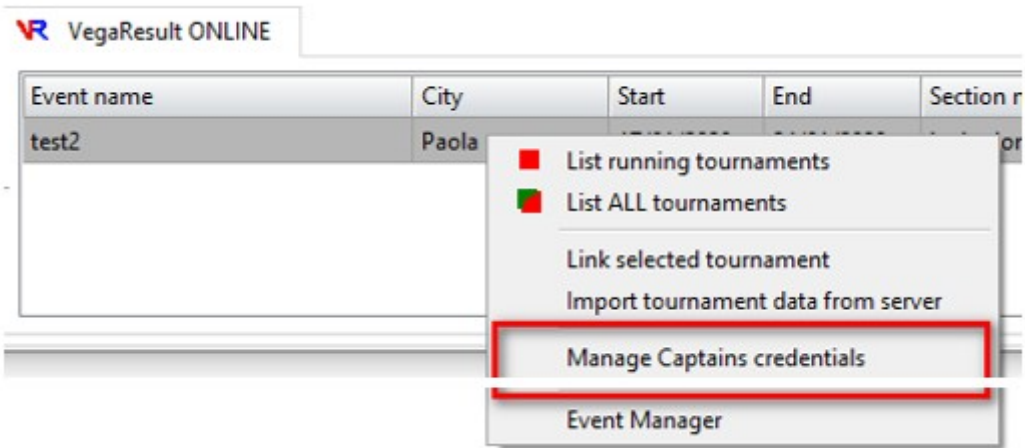 VR VegaResult ONLINE
Event name City Start End Section
test2 Paola
List running tournaments
List ALL tournaments
Link selected tournament
Import tournament data from server
Manage Captains credentials
Event Manager